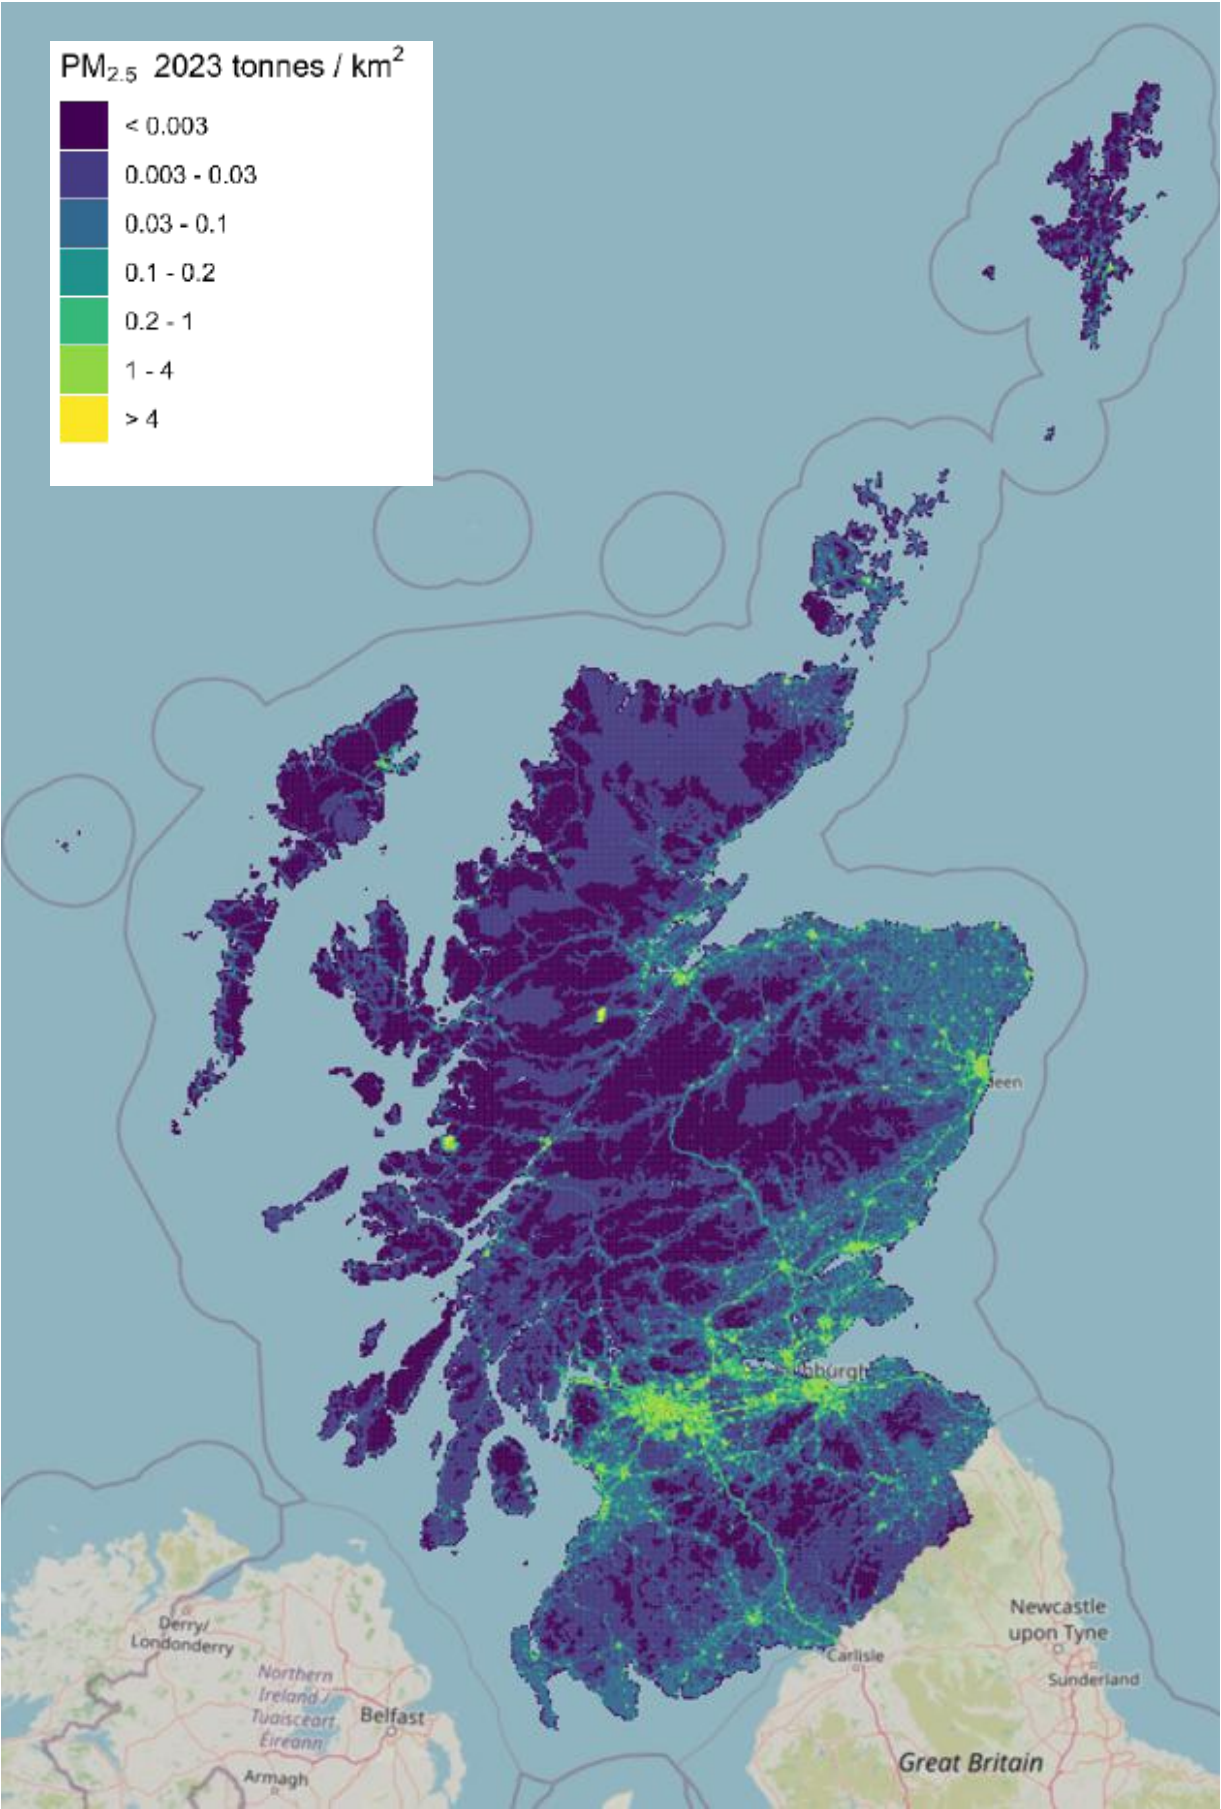 PM2.5 2023 tonnes / km2
< 0.003
0.003 - 0.03
0.03 - 0.1
0.1 - 0.2
0.2 - 1
1 - 4
> 4
deen
nburgh
Newcastle
upon Tyne
Derry/
Londonderry
Carlisle
Sunderland
Northern
Ireland /
Tuaisceart
Éireann
Belfast
Great Britain
Armagh